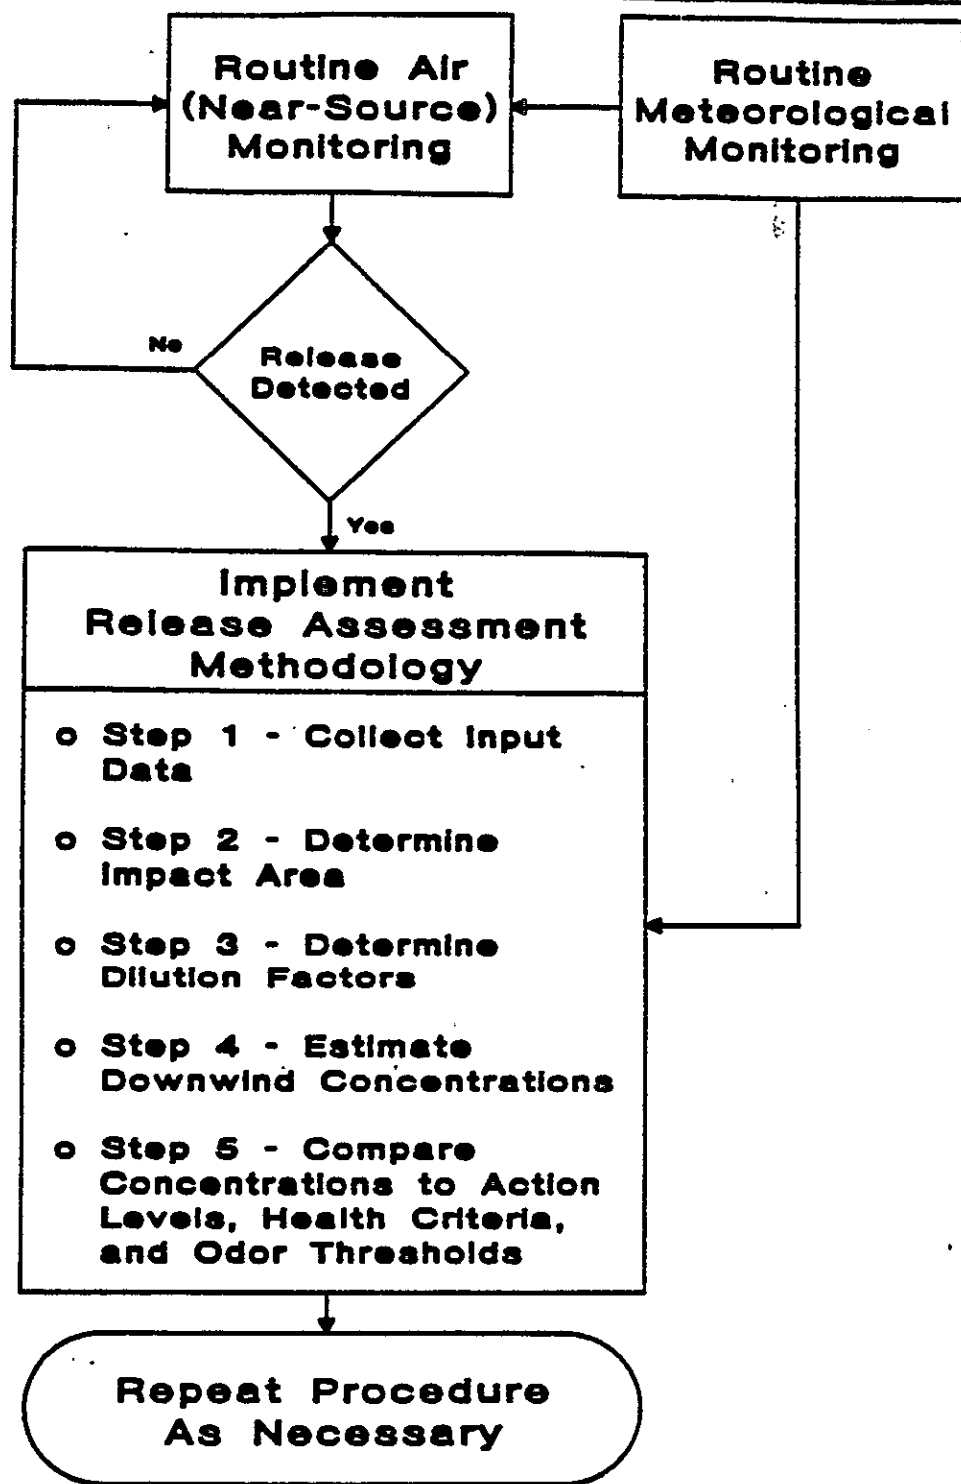 Routine Air
(Near-Source)
Monitoring
Routine
Meteorological
Monitoring
No
Release
Detected
Yes
Implement
Release Assessment
Methodology
o Step 1 - Collect Input
Data
o Step 2 - Determine
Impact Area
o Step 3 - Determine
Dilution Factors
o Step 4 - Estimate
Downwind Concentrations
o Step 5 - Compare
Concentrations to Action
Levels, Health Criteria,
and Odor Thresholds
Repeat Procedure
As Necessary